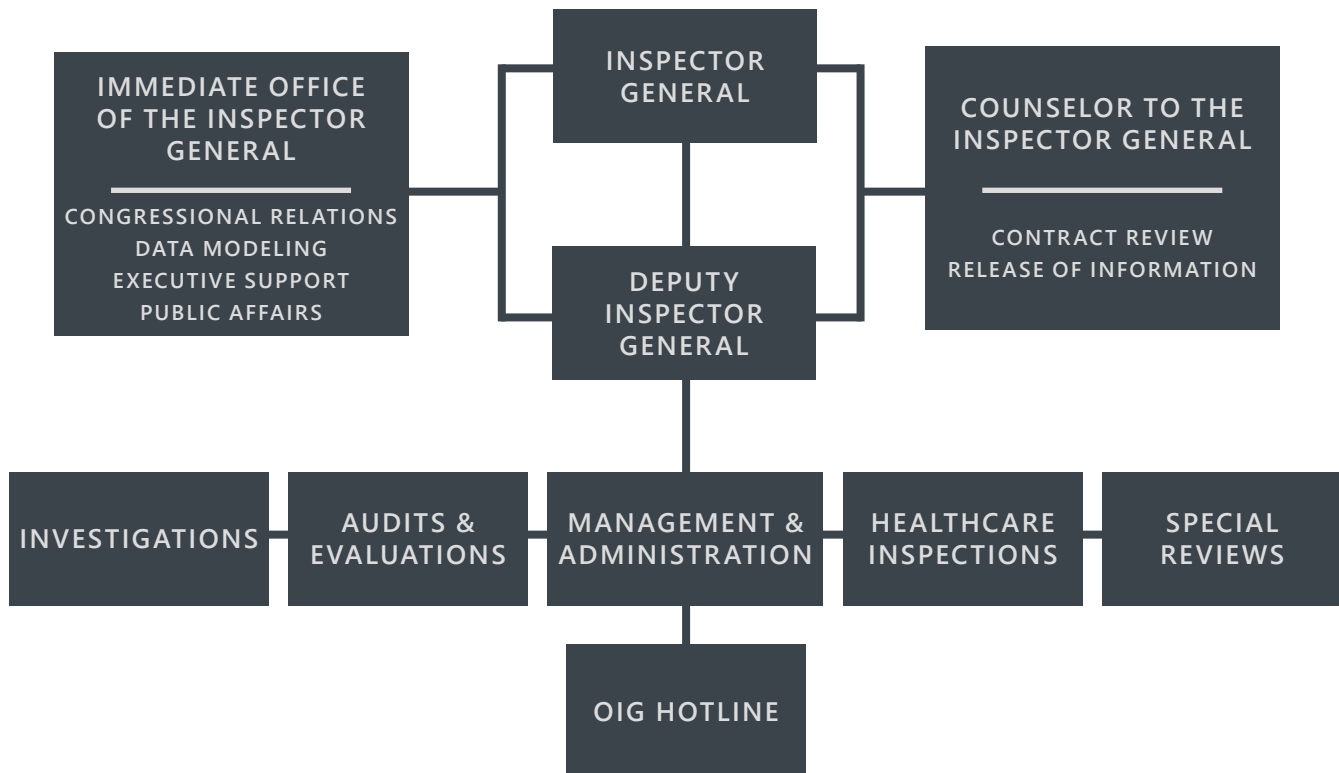 INSPECTOR
GENERAL
IMMEDIATE OFFICE
OF THE INSPECTOR
GENERAL
CONGRESSIONAL RELATIONS
DATA MODELING
EXECUTIVE SUPPORT
PUBLIC AFFAIRS
COUNSELOR TO THE
INSPECTOR GENERAL
CONTRACT REVIEW
RELEASE OF INFORMATION
DEPUTY
INSPECTOR
GENERAL
INVESTIGATIONS
AUDITS &
EVALUATIONS
MANAGEMENT &
ADMINISTRATION
HEALTHCARE
INSPECTIONS
SPECIAL
REVIEWS
OIG HOTLINE